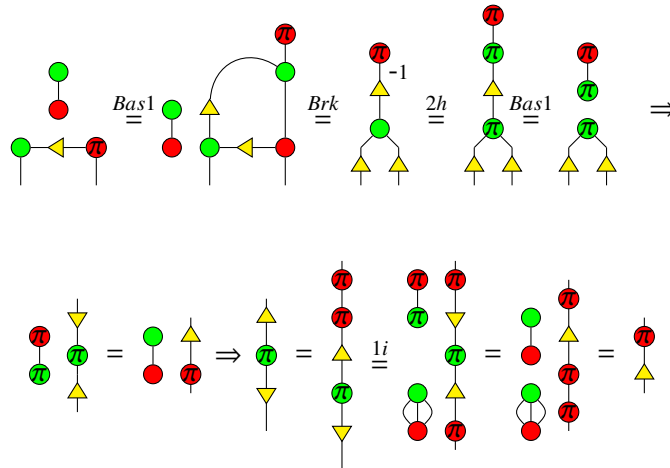 π
π Bas1 = Brk = -1 2h = π Bas1 = π ⇒
π π π π π
π π π π π π
π π = ⇒ π = π 1i = π π = π = π
π π π π π
π π